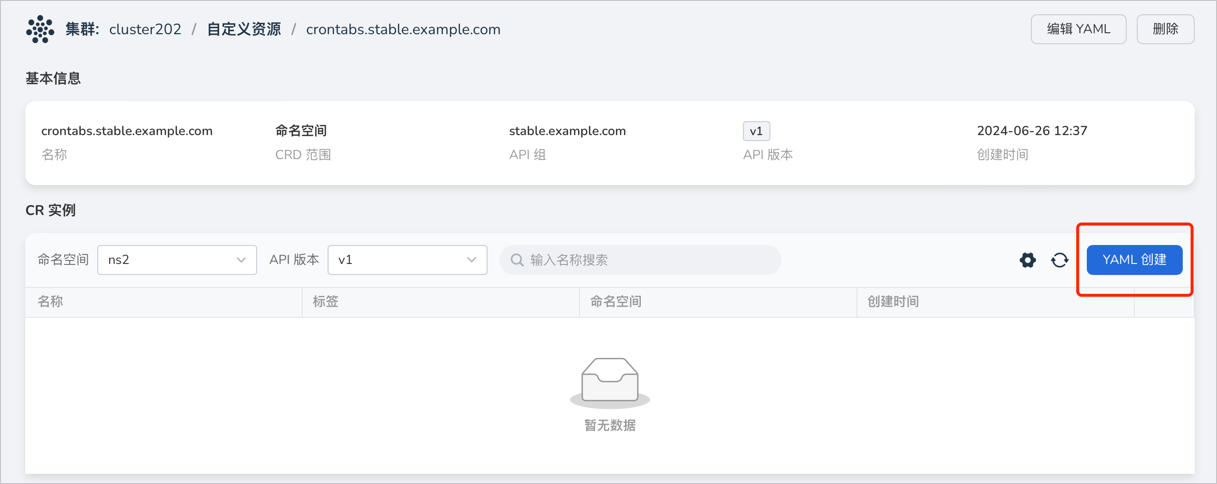 集群: cluster202 / 自定义资源 / crontabs.stable.example.com 编辑 YAML 删除
基本信息
crontabs.stable.example.com 命名空间 stable.example.com v1 2024-06-26 12:37
名称 CRD 范围 API 组 API 版本 创建时间
CR 实例
命名空间 ns2 API 版本 v1 输入名称搜索 YAML 创建
名称 标签 命名空间 创建时间
暂无数据